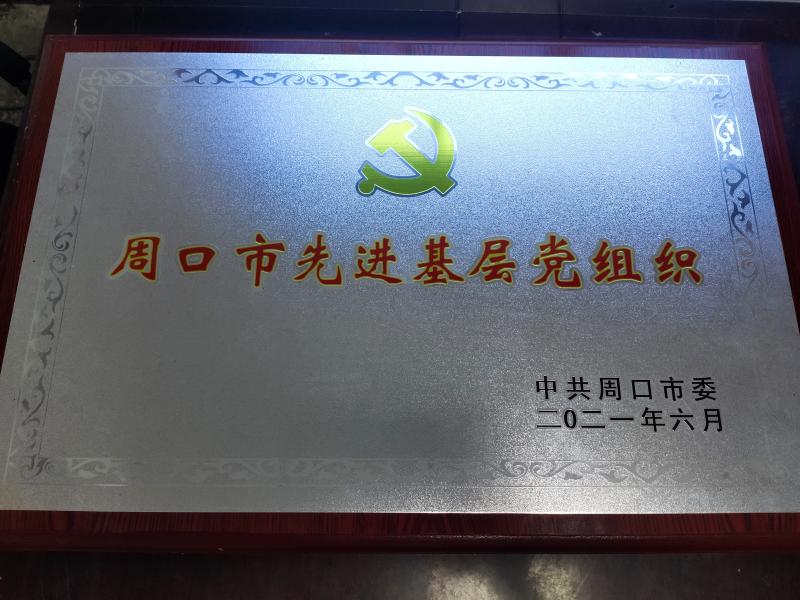 周口市先进基层党组织
中共周口市委
二0二一年六月